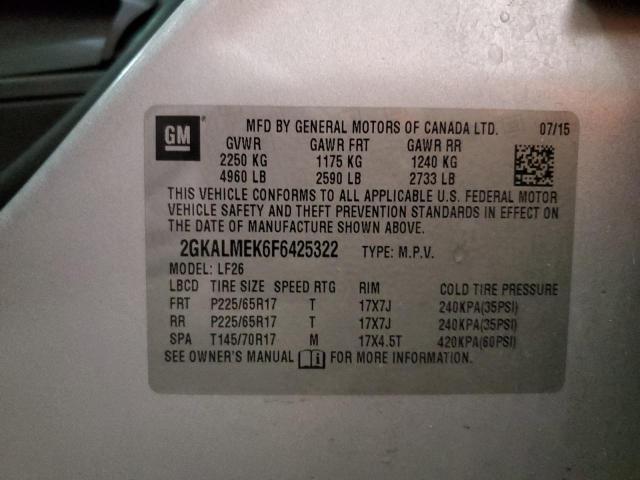 GM
MFD BY GENERAL MOTORS OF CANADA LTD. 07/15
GVWR GAWR FRT GAWR RR
2250 KG 1175 KG 1240 KG
4960 LB 2590 LB 2733 LB
THIS VEHICLE CONFORMS TO ALL APPLICABLE U.S. FEDERAL MOTOR
VEHICLE SAFETY AND THEFT PREVENTION STANDARDS IN EFFECT ON
THE DATE OF MANUFACTURE SHOWN ABOVE.
2GKALMEK6F6425322 TYPE: M.P.V.
MODEL: LF26
LBCD TIRE SIZE SPEED RTG RIM COLD TIRE PRESSURE
FRT P225/65R17 T 17X7J 240KPA(35PSI)
RR P225/65R17 T 17X7J 240KPA(35PSI)
SPA T145/70R17 M 17X4.5T 420KPA(60PSI)
SEE OWNER'S MANUAL FOR MORE INFORMATION.